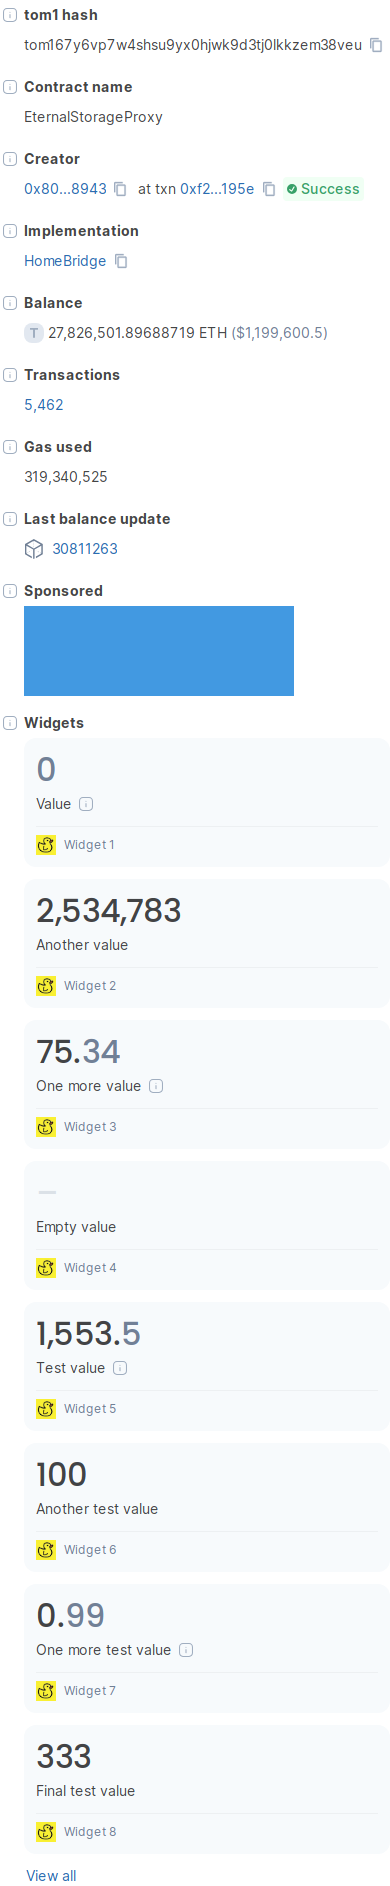 tom1 hash
tom167y6vp7w4shsu9yx0hjwk9d3tj0lkkzem38veu
Contract name
EternalStorageProxy
Creator
0x80...8943 at txn 0xf2...195e Success
Implementation
HomeBridge
Balance
T 27,826,501.89688719 ETH ($1,199,600.5)
Transactions
5,462
Gas used
319,340,525
Last balance update
30811263
Sponsored
Widgets
0
Value
Widget 1
2,534,783
Another value
Widget 2
75.34
One more value
Widget 3
–
Empty value
Widget 4
1,553.5
Test value
Widget 5
100
Another test value
Widget 6
0.99
One more test value
Widget 7
333
Final test value
Widget 8
View all